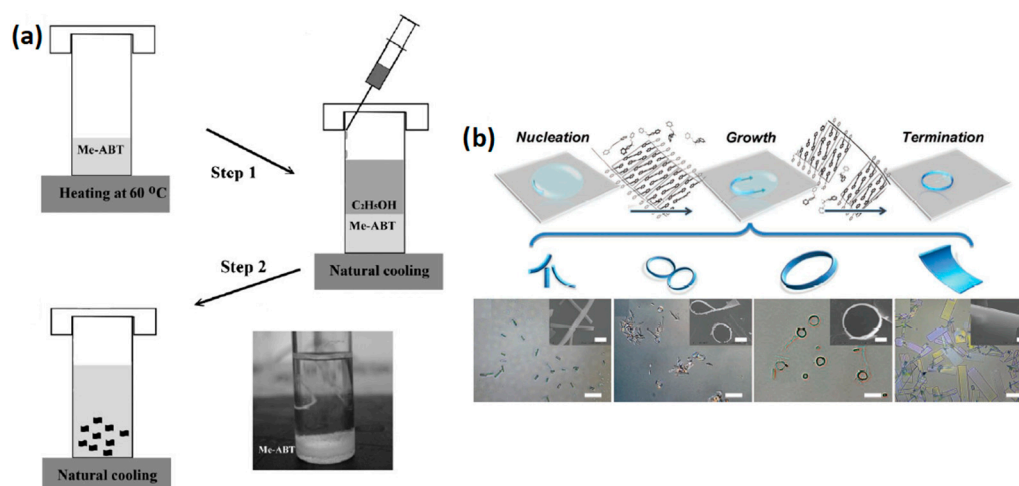 (a)
Me-ABT
Heating at 60 ⁰C
Step 1
C₂H₅OH
Me-ABT
Natural cooling
Step 2
Natural cooling
Me-ABT
(b)
Nucleation
Growth
Termination